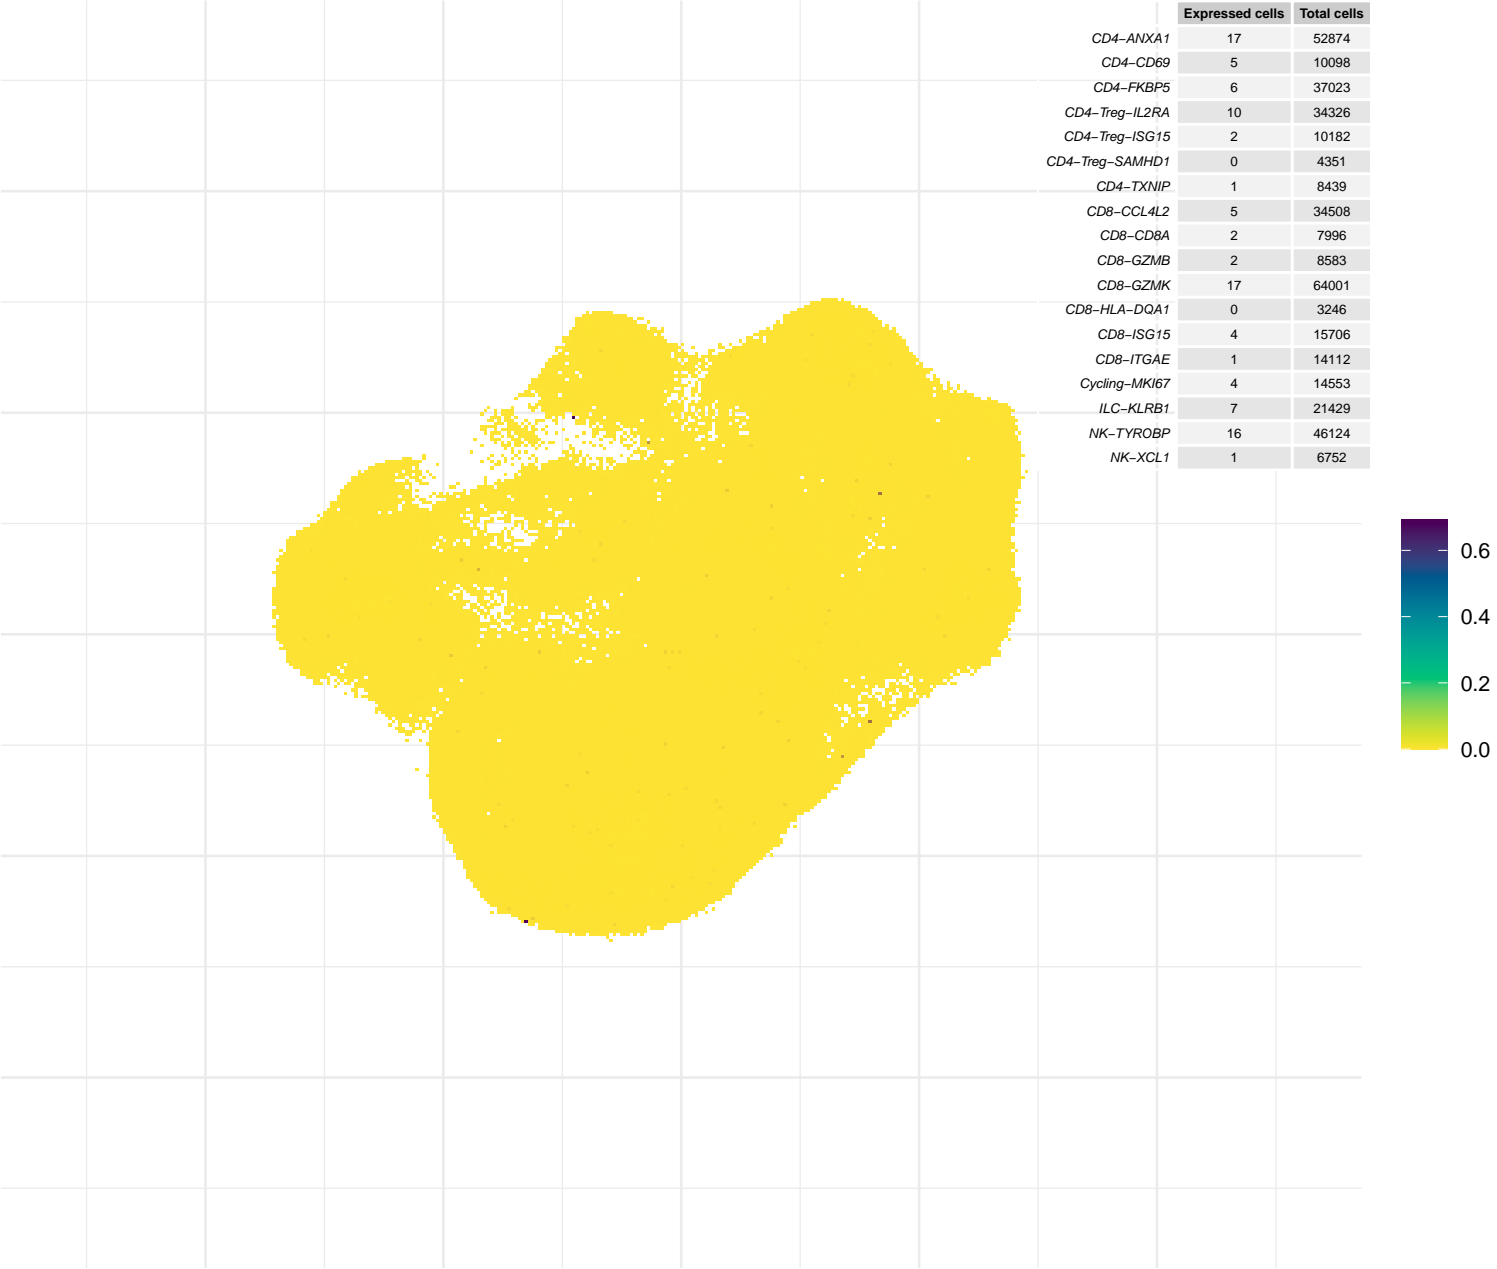 Expressed cells Total cells
CD4−ANXA1 17 52874
CD4−CD69 5 10098
CD4−FKBP5 6 37023
CD4−Treg−IL2RA 10 34326
CD4−Treg−ISG15 2 10182
CD4−Treg−SAMHD1 0 4351
CD4−TXNIP 1 8439
CD8−CCL4L2 5 34508
CD8−CD8A 2 7996
CD8−GZMB 2 8583
CD8−GZMK 17 64001
CD8−HLA−DQA1 0 3246
CD8−ISG15 4 15706
CD8−ITGAE 1 14112
Cycling−MKI67 4 14553
ILC−KLRB1 7 21429
NK−TYROBP 16 46124
NK−XCL1 1 6752
0.6
0.4
0.2
0.0